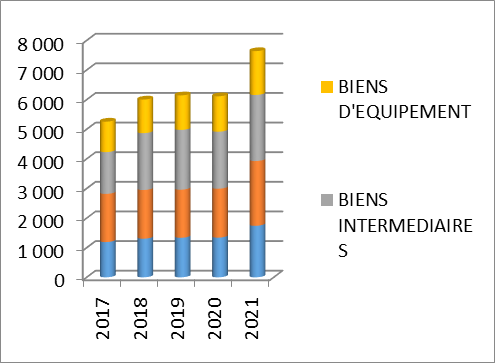 8 000
7 000
6 000
5 000
4 000
3 000
2 000
1 000
0
2017
2018
2019
2020
2021
BIENS
D'EQUIPEMENT
BIENS
INTERMEDIAIRE
S